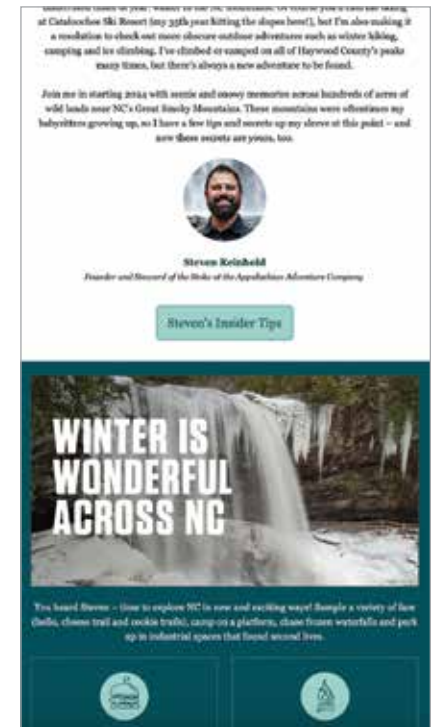 at Cataloochee Ski Resort (my 35th year hitting the slopes here!), but I'm also making it
a resolution to check out more obscure outdoor adventures such as winter hiking,
camping and ice climbing. I've climbed or camped on all of Haywood County's peaks
many times, but there's always a new adventure to be found.
Join me in starting 2024 with scenic and snowy memories across hundreds of acres of
wild lands near NC's Great Smoky Mountains. These mountains were oftentimes my
babysitters growing up, so I have a few tips and secrets up my sleeve at this point – and
now these secrets are yours, too.
Steven Reinhold
Founder and Steward of the Stoke at the Appalachian Adventure Company
Steven's Insider Tips
WINTER IS
WONDERFUL
ACROSS NC
You heard Steven – time to explore NC in new and exciting ways! Sample a variety of fare
(hello, cheese trail and cookie trails), camp on a platform, chase frozen waterfalls and perk
up in industrial spaces that found second lives.